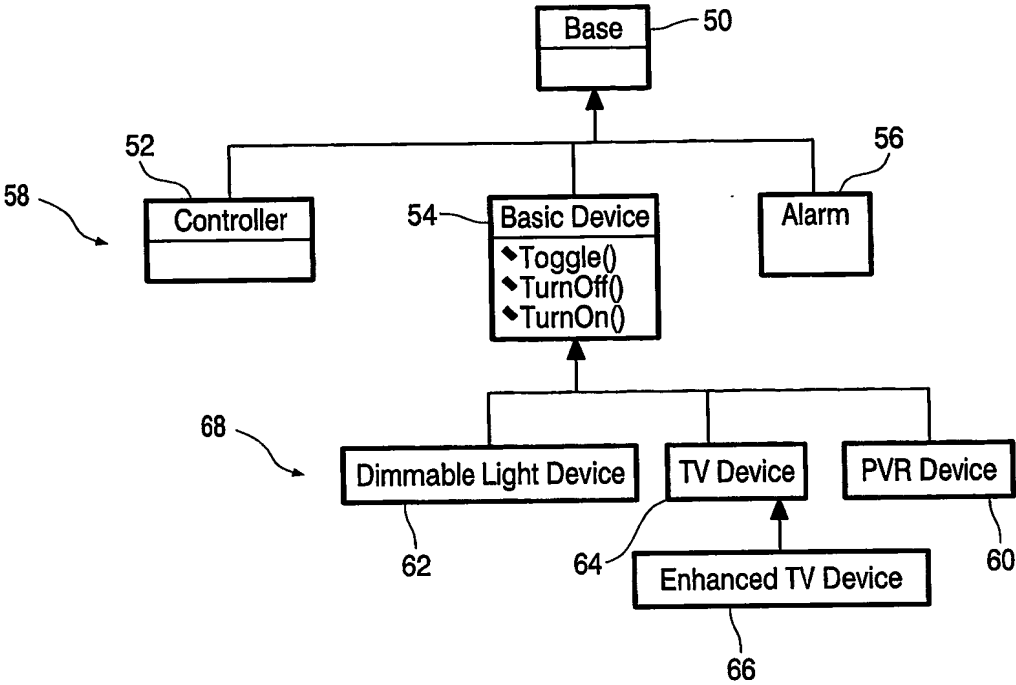 Base
50
52
56
58
Controller
54
Basic Device
Alarm
Toggle()
TurnOff()
TurnOn()
68
Dimmable Light Device
TV Device
PVR Device
62
64
60
Enhanced TV Device
66